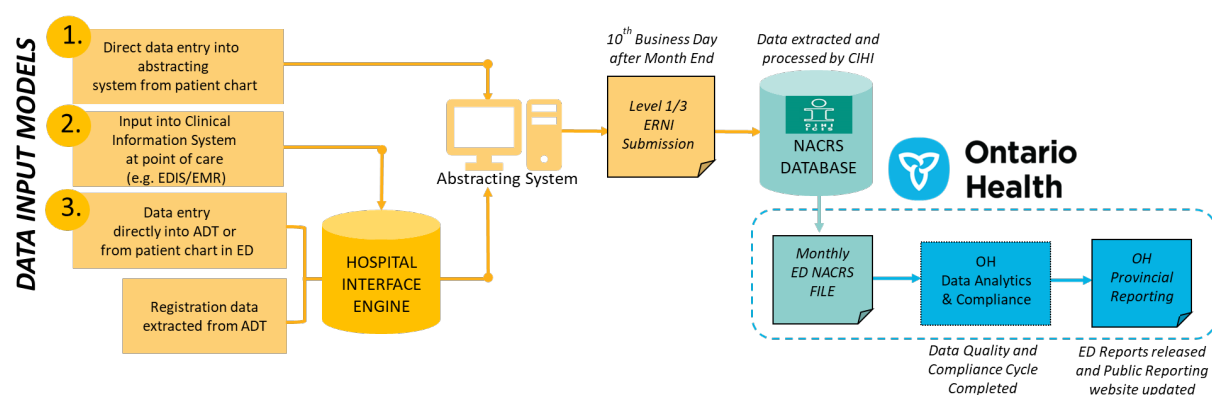 DATA INPUT MODELS
1.
Direct data entry into
abstracting
system from patient chart
2.
Input into Clinical
Information System
at point of care
(e.g. EDIS/EMR)
3.
Data entry
directly into ADT or
from patient chart in ED
Registration data
extracted from ADT
HOSPITAL
INTERFACE
ENGINE
Abstracting System
10th Business Day
after Month End
Level 1/3
ERNI
Submission
Data extracted and
processed by CIHI
CIHI
ICIS
NACRS
DATABASE
Ontario
Health
Monthly
ED NACRS
FILE
OH
Data Analytics
& Compliance
OH
Provincial
Reporting
Data Quality and
Compliance Cycle
Completed
ED Reports released
and Public Reporting
website updated